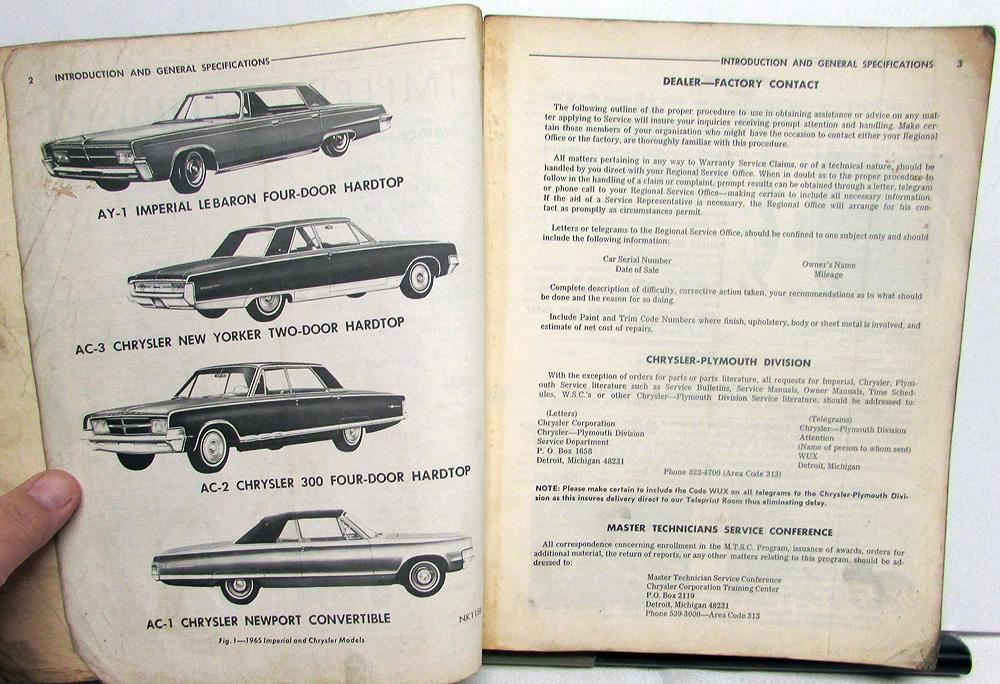 2 INTRODUCTION AND GENERAL SPECIFICATIONS
AY-1 IMPERIAL LEBARON FOUR-DOOR HARDTOP
AC-3 CHRYSLER NEW YORKER TWO-DOOR HARDTOP
AC-2 CHRYSLER 300 FOUR-DOOR HARDTOP
AC-1 CHRYSLER NEWPORT CONVERTIBLE
Fig. 1—1965 Imperial and Chrysler Models
INTRODUCTION AND GENERAL SPECIFICATIONS 3
DEALER—FACTORY CONTACT
The following outline of the proper procedure to use in obtaining assistance or advice on any mat-
ter applying to Service will insure your inquiries receiving prompt attention and handling. Make cer-
tain those members of your organization who might have the occasion to contact either your Regional
Office or the factory, are thoroughly familiar with this procedure.
All matters pertaining in any way to Warranty Service Claims, or of a technical nature, should be
handled by you direct with your Regional Service Office. When in doubt as to the proper procedure to
follow in the handling of a claim or complaint, prompt results can be obtained through a letter, telegram
or phone call to your Regional Service Office—making certain to include all necessary information.
If the aid of a Service Representative is necessary, the Regional Office will arrange for his con-
tact as promptly as circumstances permit.
Letters or telegrams to the Regional Service Office, should be confined to one subject only and should
include the following information:
Car Serial Number Owner's Name
Date of Sale Mileage
Complete description of difficulty, corrective action taken, your recommendations as to what should
be done and the reason for so doing.
Include Paint and Trim Code Numbers where finish, upholstery, body or sheet metal is involved, and
estimate of net cost of repairs.
CHRYSLER-PLYMOUTH DIVISION
With the exception of orders for parts or parts literature, all requests for Imperial, Chrysler, Plym-
outh Service literature such as Service Bulletins, Service Manuals, Owner Manuals, Time Sched-
ules, W.S.C.'s or other Chrysler—Plymouth Division Service literature, should be addressed to:
(Letters)
Chrysler Corporation
Chrysler—Plymouth Division
Service Department
P. O. Box 1658
Detroit, Michigan 48231
(Telegrams)
Chrysler—Plymouth Division
Attention
(Name of person to whom sent)
WUX
Detroit, Michigan
Phone 822-4700 (Area Code 313)
NOTE: Please make certain to include the Code WUX on all telegrams to the Chrysler-Plymouth Divi-
sion as this insures delivery direct to our Teleprint Room thus eliminating delay.
MASTER TECHNICIANS SERVICE CONFERENCE
All correspondence concerning enrollment in the M.T.S.C. Program, issuance of awards, orders for
additional material, the return of reports, or any other matters relating to this program, should be ad-
dressed to:
Master Technician Service Conference
Chrysler Corporation Training Center
P.O. Box 2119
Detroit, Michigan 48231
Phone 539-3000—Area Code 313